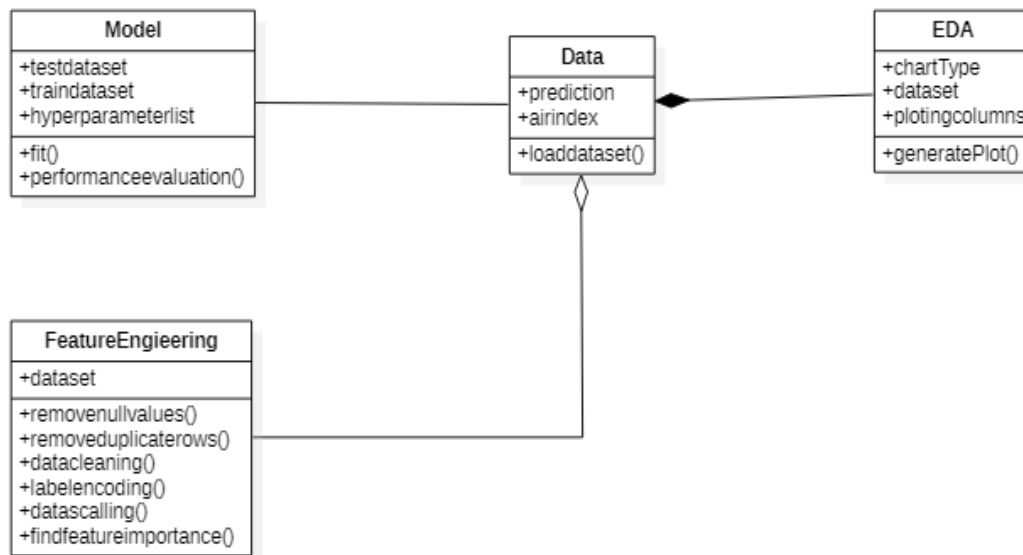 Model
+testdataset
+traindataset
+hyperparameterlist
+fit()
+performanceevaluation()
Data
+prediction
+airindex
+loaddataset()
EDA
+chartType
+dataset
+plotingcolumns
+generatePlot()
FeatureEngieering
+dataset
+removenullvalues()
+removeduplicaterows()
+datacleaning()
+labelencoding()
+datascalling()
+findfeatureimportance()